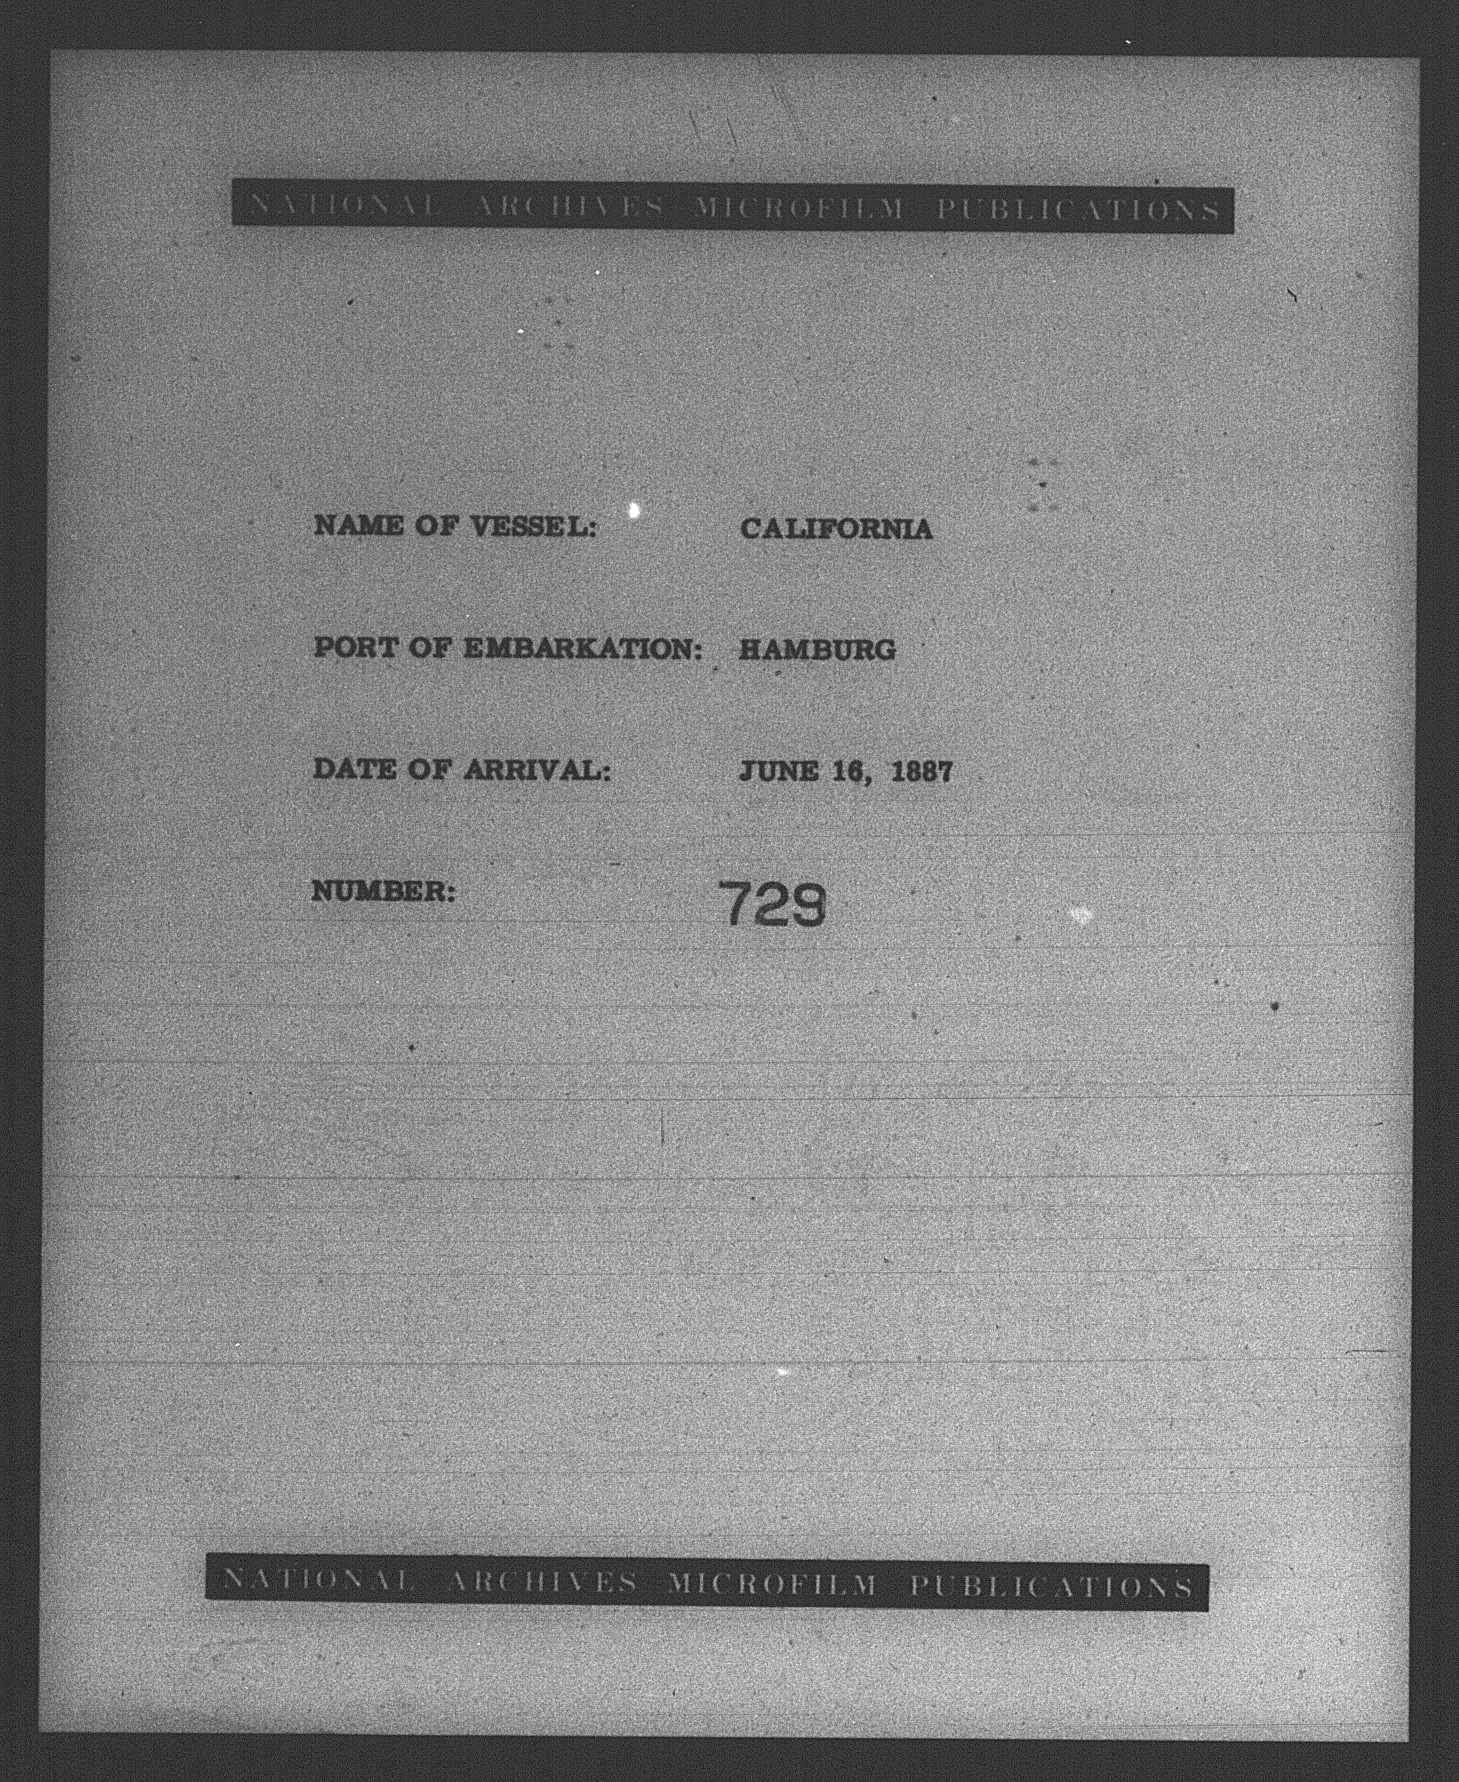 NATIONAL ARCHIVES MICROFILM PUBLICATIONS
NAME OF VESSEL: CALIFORNIA
PORT OF EMBARKATION: HAMBURG
DATE OF ARRIVAL: JUNE 16, 1887
NUMBER: 729
NATIONAL ARCHIVES MICROFILM PUBLICATIONS